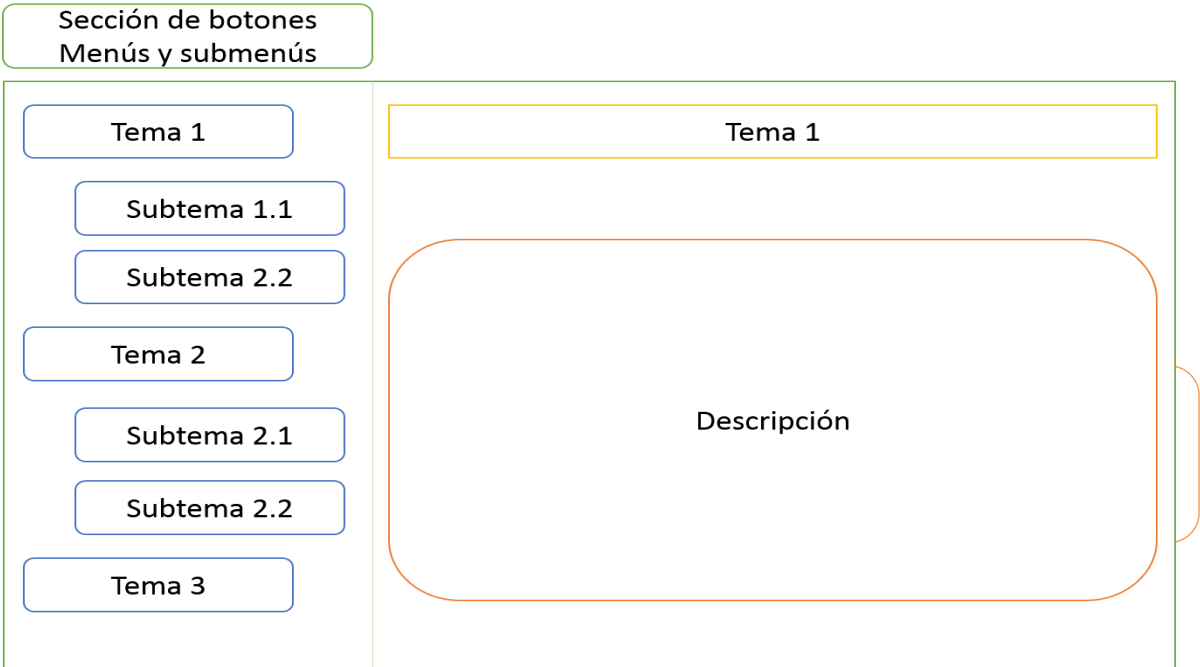 Sección de botones
Menús y submenús
Tema 1
Subtema 1.1
Subtema 2.2
Tema 2
Subtema 2.1
Subtema 2.2
Tema 3
Tema 1
Descripción